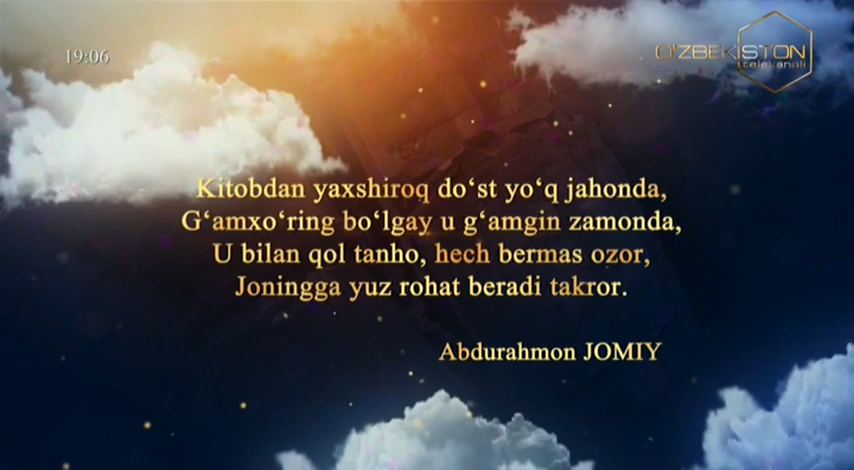 19:06
O'ZBEKISTON
telekanali
Kitobdan yaxshiroq do‘st yo‘q jahonda,
G‘amxo‘ring bo‘lgay u g‘amgin zamonda,
U bilan qol tanho, hech bermas ozor,
Joningga yuz rohat beradi takror.
Abdurahmon JOMIY